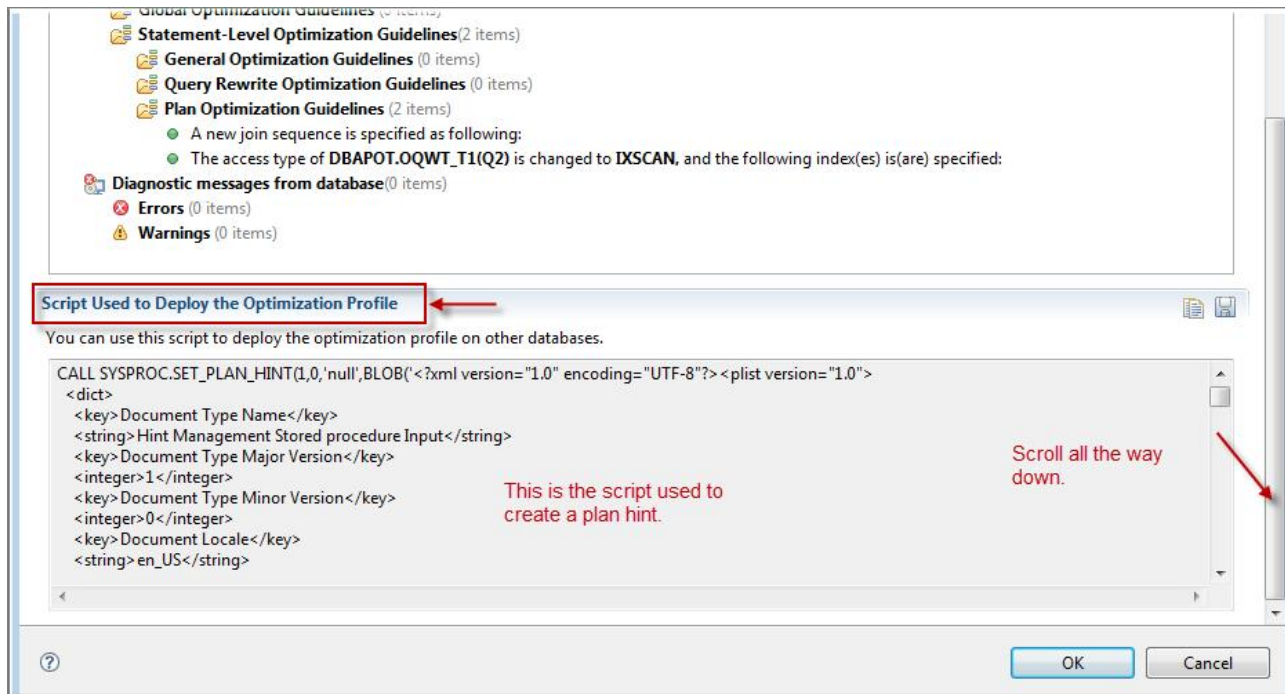 Global Optimization Guidelines (0 items)
Statement-Level Optimization Guidelines(2 items)
General Optimization Guidelines (0 items)
Query Rewrite Optimization Guidelines (0 items)
Plan Optimization Guidelines (2 items)
A new join sequence is specified as following:
The access type of DBAPOT.OQWT_T1(Q2) is changed to IXSCAN, and the following index(es) is(are) specified:
Diagnostic messages from database(0 items)
Errors (0 items)
Warnings (0 items)
Script Used to Deploy the Optimization Profile
You can use this script to deploy the optimization profile on other databases.
CALL SYSPROC.SET_PLAN_HINT(1,0,'null',BLOB('<?xml version="1.0" encoding="UTF-8"?><plist version="1.0">
<dict>
<key>Document Type Name</key>
<string>Hint Management Stored procedure Input</string>
<key>Document Type Major Version</key>
<integer>1</integer>
<key>Document Type Minor Version</key>
<integer>0</integer>
<key>Document Locale</key>
<string>en_US</string>
This is the script used to
create a plan hint.
Scroll all the way
down.
OK
Cancel